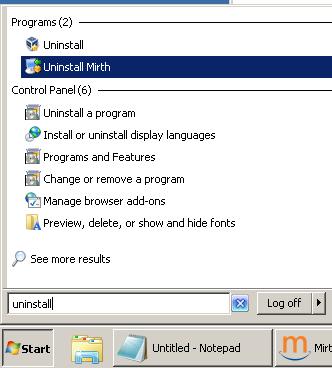 Programs (2)
Uninstall
Uninstall Mirth
Control Panel (6)
Uninstall a program
Install or uninstall display languages
Programs and Features
Change or remove a program
Manage browser add-ons
Preview, delete, or show and hide fonts
See more results
uninstall
Log off
Start
Untitled - Notepad
Mirt